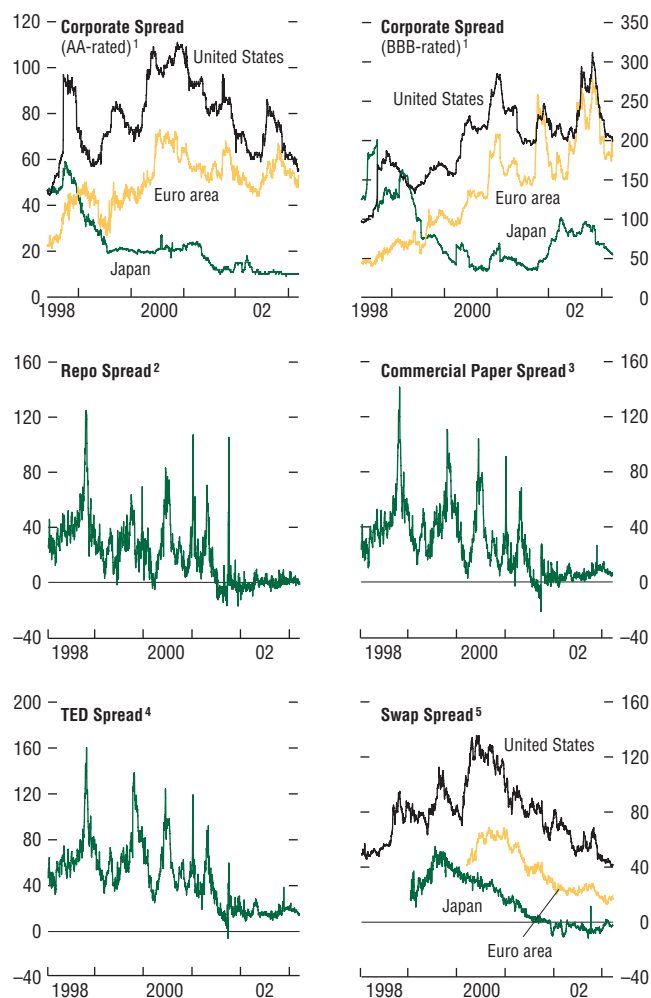 Corporate Spread
(AA-rated)1
120
100
80
60
40
20
0
United States
Euro area
Japan
1998 2000 02
Corporate Spread
(BBB-rated)1
350
300
250
200
150
100
50
0
United States
Euro area
Japan
1998 2000 02
Repo Spread2
160
120
80
40
0
–40
1998 2000 02
Commercial Paper Spread3
160
120
80
40
0
–40
1998 2000 02
TED Spread4
200
160
120
80
40
0
–40
1998 2000 02
Swap Spread5
160
120
80
40
0
–40
United States
Japan
Euro area
1998 2000 02